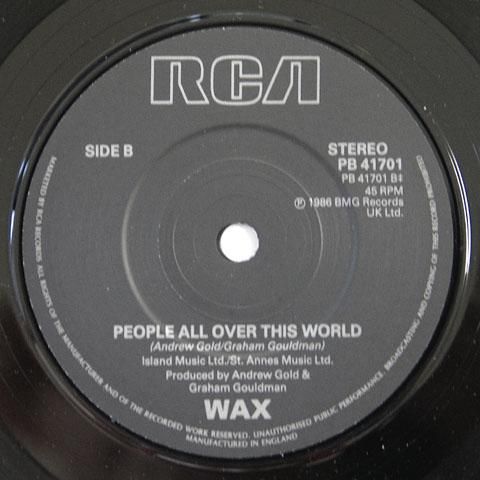 RCA
SIDE B
STEREO
PB 41701
PB 41701 B‡
45 RPM
℗ 1986 BMG Records
UK Ltd.
PEOPLE ALL OVER THIS WORLD
(Andrew Gold/Graham Gouldman)
Island Music Ltd./St. Annes Music Ltd.
Produced by Andrew Gold &
Graham Gouldman
WAX
MARKETED BY RCA RECORDS. ALL RIGHTS OF THE MANUFACTURER AND OF THE RECORDED WORK RESERVED. UNAUTHORISED PUBLIC PERFORMANCE, BROADCASTING AND COPYING OF THIS RECORD PROHIBITED
MANUFACTURED IN ENGLAND